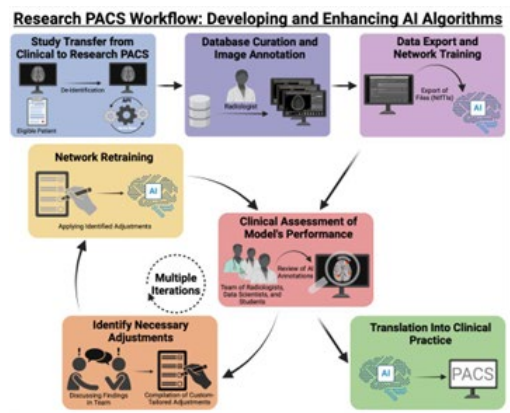 Research PACS Workflow: Developing and Enhancing AI Algorithms
Study Transfer from
Clinical to Research PACS
De-Identification
Eligible Patient
API
Database Curation and
Image Annotation
Radiologist
Data Export and
Network Training
Export of
Files (NIfTIs)
AI
Network Retraining
AI
Applying Identified Adjustments
Clinical Assessment of
Model's Performance
Review of AI
Annotations
Team of Radiologists,
Data Scientists, and
Students
Multiple
Iterations
Identify Necessary
Adjustments
Discussing Findings
in Team
Compilation of Custom-
Tailored Adjustments
Translation Into Clinical
Practice
AI
PACS